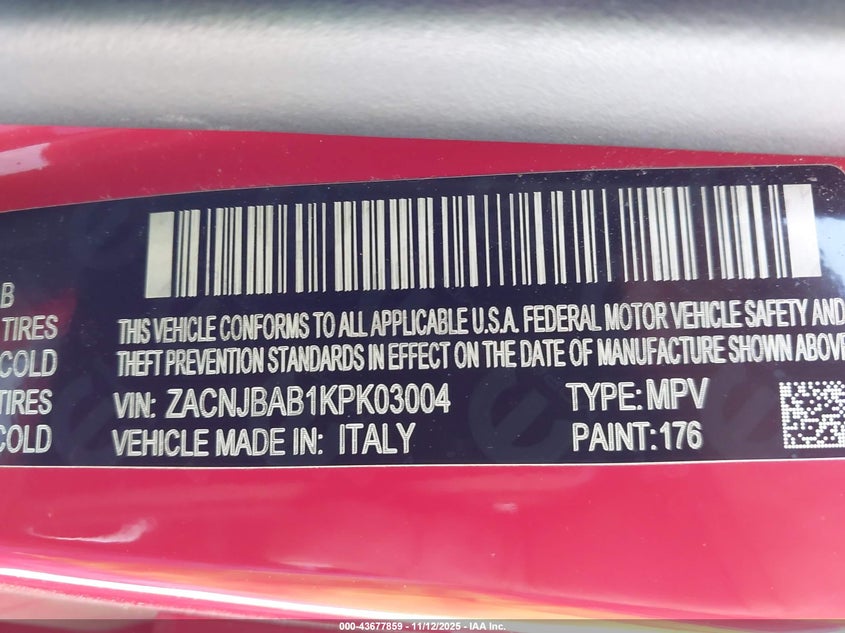 B
TIRES
COLD
TIRES
COLD
THIS VEHICLE CONFORMS TO ALL APPLICABLE U.S.A. FEDERAL MOTOR VEHICLE SAFETY AND
THEFT PREVENTION STANDARDS IN EFFECT ON THE DATE OF MANUFACTURE SHOWN ABOVE
VIN: ZACNJBAB1KPK03004 TYPE: MPV
VEHICLE MADE IN: ITALY PAINT: 176
000-43677859 - 11/12/2025 - IAA Inc.